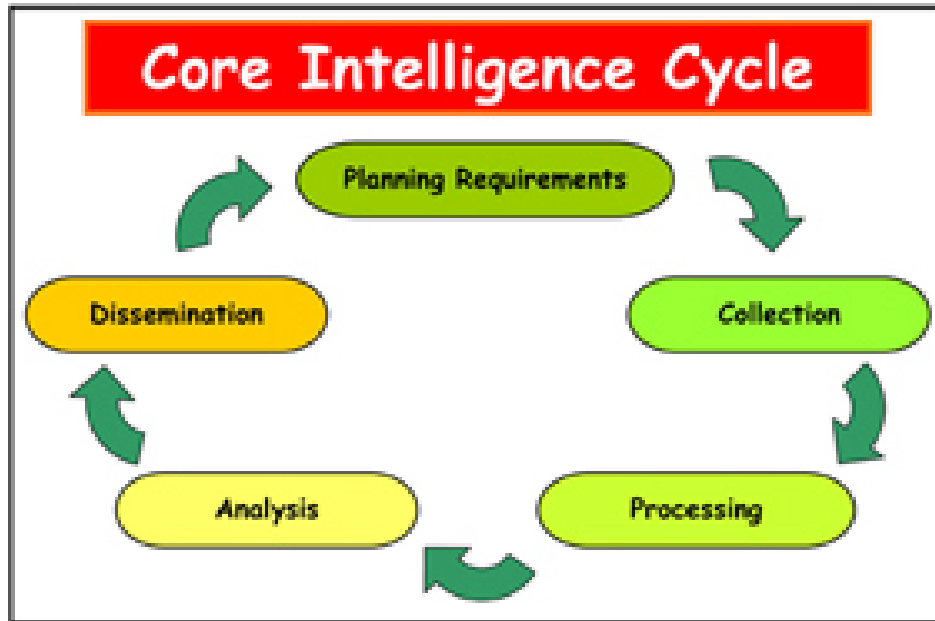 Core Intelligence Cycle
Planning Requirements
Dissemination
Collection
Analysis
Processing